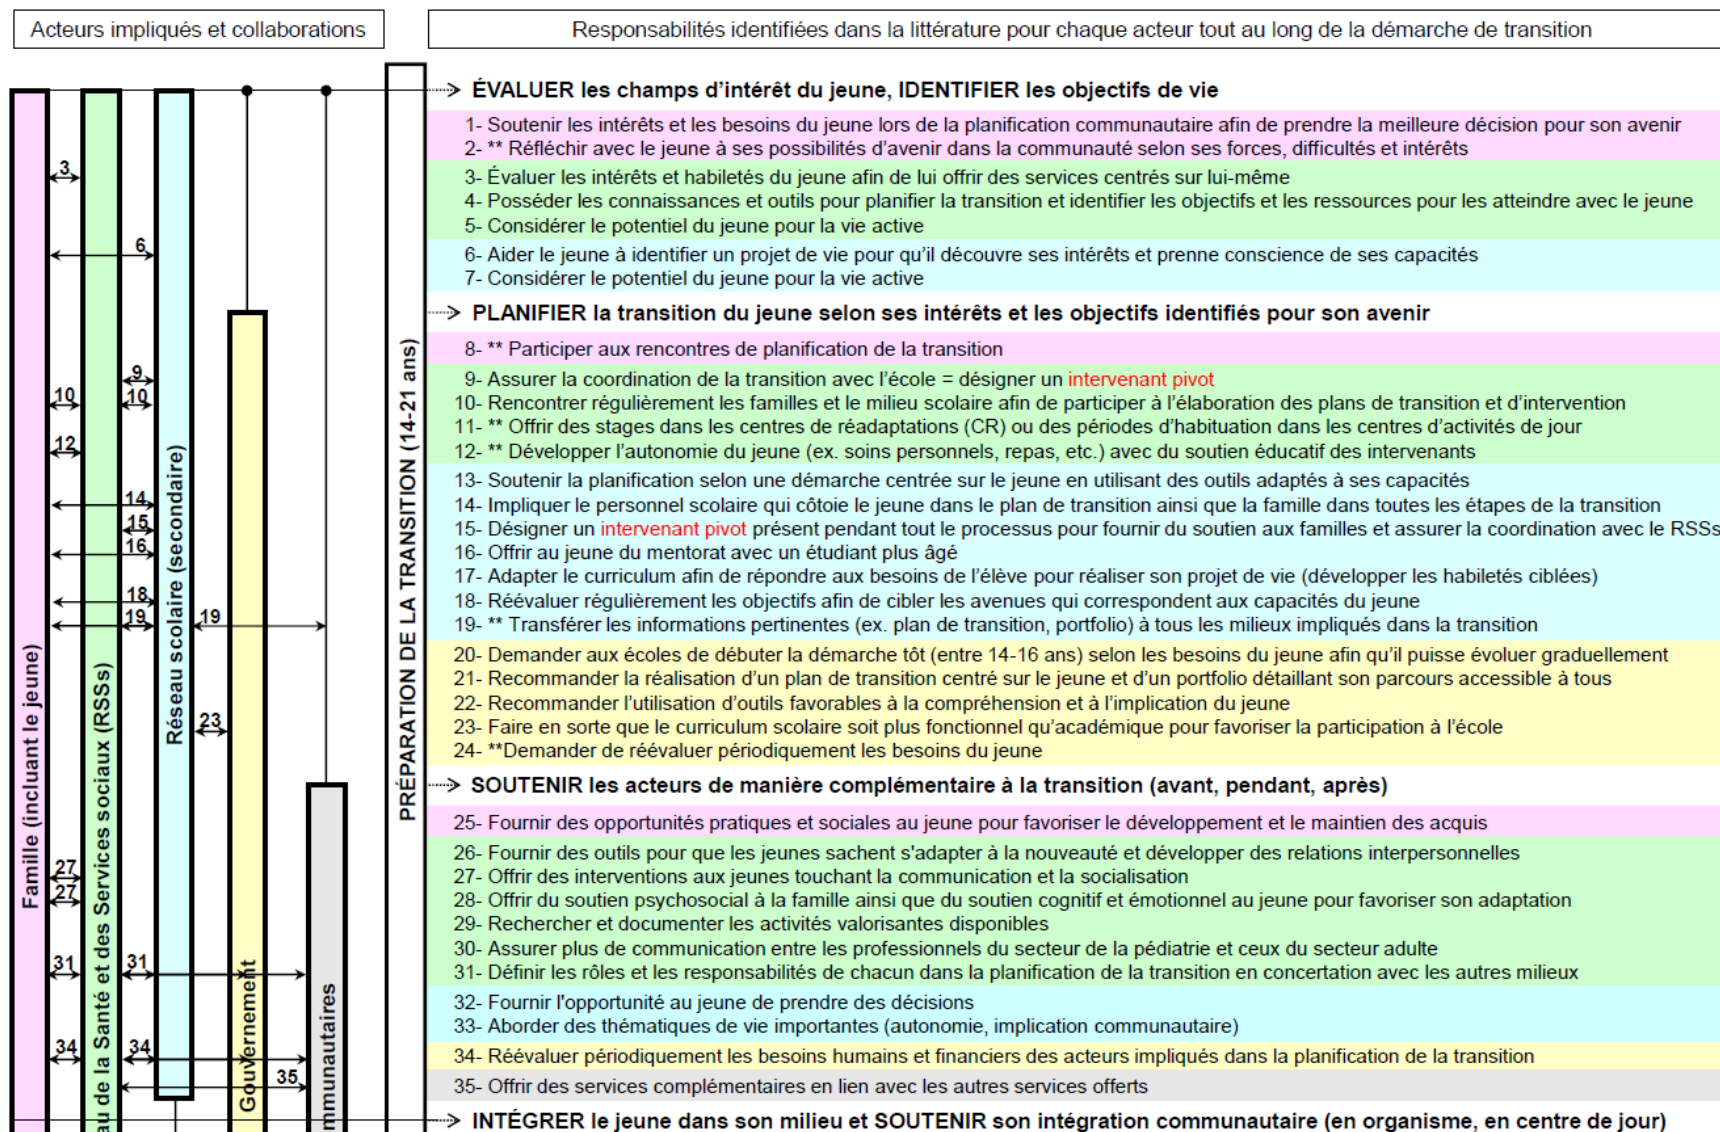 Acteurs impliqués et collaborations
Responsabilités identifiées dans la littérature pour chaque acteur tout au long de la démarche de transition
ÉVALUER les champs d'intérêt du jeune, IDENTIFIER les objectifs de vie
1- Soutenir les intérêts et les besoins du jeune lors de la planification communautaire afin de prendre la meilleure décision pour son avenir
2- ** Réfléchir avec le jeune à ses possibilités d'avenir dans la communauté selon ses forces, difficultés et intérêts
3
3- Évaluer les intérêts et habiletés du jeune afin de lui offrir des services centrés sur lui-même
4- Posséder les connaissances et outils pour planifier la transition et identifier les objectifs et les ressources pour les atteindre avec le jeune
5- Considérer le potentiel du jeune pour la vie active
6
6- Aider le jeune à identifier un projet de vie pour qu'il découvre ses intérêts et prenne conscience de ses capacités
7- Considérer le potentiel du jeune pour la vie active
PLANIFIER la transition du jeune selon ses intérêts et les objectifs identifiés pour son avenir
8- ** Participer aux rencontres de planification de la transition
9
9- Assurer la coordination de la transition avec l'école = désigner un intervenant pivot
10 10
10- Rencontrer régulièrement les familles et le milieu scolaire afin de participer à l'élaboration des plans de transition et d'intervention
11- ** Offrir des stages dans les centres de réadaptations (CR) ou des périodes d'habituation dans les centres d'activités de jour
12
12- ** Développer l'autonomie du jeune (ex. soins personnels, repas, etc.) avec du soutien éducatif des intervenants
13- Soutenir la planification selon une démarche centrée sur le jeune en utilisant des outils adaptés à ses capacités
14
14- Impliquer le personnel scolaire qui côtoie le jeune dans le plan de transition ainsi que la famille dans toutes les étapes de la transition
15
15- Désigner un intervenant pivot présent pendant tout le processus pour fournir du soutien aux familles et assurer la coordination avec le RSSs
16
16- Offrir au jeune du mentorat avec un étudiant plus âgé
17- Adapter le curriculum afin de répondre aux besoins de l'élève pour réaliser son projet de vie (développer les habiletés ciblées)
18
18- Réévaluer régulièrement les objectifs afin de cibler les avenues qui correspondent aux capacités du jeune
19 19
19- ** Transférer les informations pertinentes (ex. plan de transition, portfolio) à tous les milieux impliqués dans la transition
20- Demander aux écoles de débuter la démarche tôt (entre 14-16 ans) selon les besoins du jeune afin qu'il puisse évoluer graduellement
21- Recommander la réalisation d'un plan de transition centré sur le jeune et d'un portfolio détaillant son parcours accessible à tous
22- Recommander l'utilisation d'outils favorables à la compréhension et à l'implication du jeune
23
23- Faire en sorte que le curriculum scolaire soit plus fonctionnel qu'académique pour favoriser la participation à l'école
24- **Demander de réévaluer périodiquement les besoins du jeune
SOUTENIR les acteurs de manière complémentaire à la transition (avant, pendant, après)
25- Fournir des opportunités pratiques et sociales au jeune pour favoriser le développement et le maintien des acquis
26- Fournir des outils pour que les jeunes sachent s'adapter à la nouveauté et développer des relations interpersonnelles
27
27- Offrir des interventions aux jeunes touchant la communication et la socialisation
27
28- Offrir du soutien psychosocial à la famille ainsi que du soutien cognitif et émotionnel au jeune pour favoriser son adaptation
29- Rechercher et documenter les activités valorisantes disponibles
30- Assurer plus de communication entre les professionnels du secteur de la pédiatrie et ceux du secteur adulte
31 31
31- Définir les rôles et les responsabilités de chacun dans la planification de la transition en concertation avec les autres milieux
32- Fournir l'opportunité au jeune de prendre des décisions
33- Aborder des thématiques de vie importantes (autonomie, implication communautaire)
34 34
34- Réévaluer périodiquement les besoins humains et financiers des acteurs impliqués dans la planification de la transition
35
35- Offrir des services complémentaires en lien avec les autres services offerts
INTÉGRER le jeune dans son milieu et SOUTENIR son intégration communautaire (en organisme, en centre de jour)
Famille (incluant le jeune)
au de la Santé et des Services sociaux (RSSs)
Réseau scolaire (secondaire)
Gouvernement
mmunautaires
PRÉPARATION DE LA TRANSITION (14-21 ans)